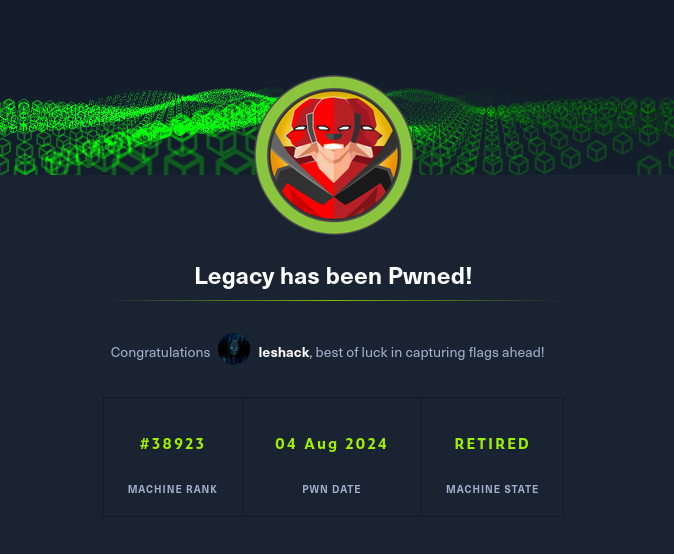 Legacy has been Pwned!
Congratulations leshack, best of luck in capturing flags ahead!
#38923 04 Aug 2024 RETIRED
MACHINE RANK PWN DATE MACHINE STATE